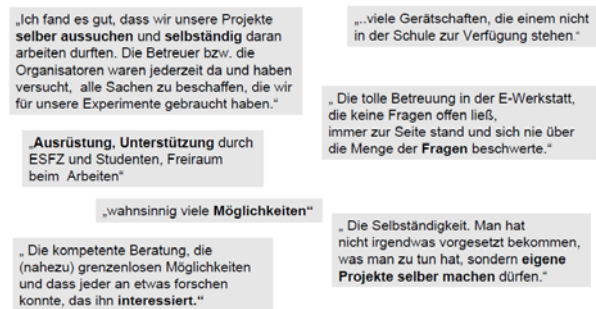 „Ich fand es gut, dass wir unsere Projekte
selber aussuchen und selbständig daran
arbeiten durften. Die Betreuer bzw. die
Organisatoren waren jederzeit da und haben
versucht, alle Sachen zu beschaffen, die wir
für unsere Experimente gebraucht haben.“
„..viele Gerätschaften, die einem nicht
in der Schule zur Verfügung stehen.“
„ Die tolle Betreuung in der E-Werkstatt,
die keine Fragen offen ließ,
immer zur Seite stand und sich nie über
die Menge der Fragen beschwerte.“
„Ausrüstung, Unterstützung durch
ESFZ und Studenten, Freiraum
beim Arbeiten“
„wahnsinnig viele Möglichkeiten“
„ Die Selbständigkeit. Man hat
nicht irgendwas vorgesetzt bekommen,
was man zu tun hat, sondern eigene
Projekte selber machen dürfen.“
„ Die kompetente Beratung, die
(nahezu) grenzenlosen Möglichkeiten
und dass jeder an etwas forschen
konnte, das ihn interessiert.“